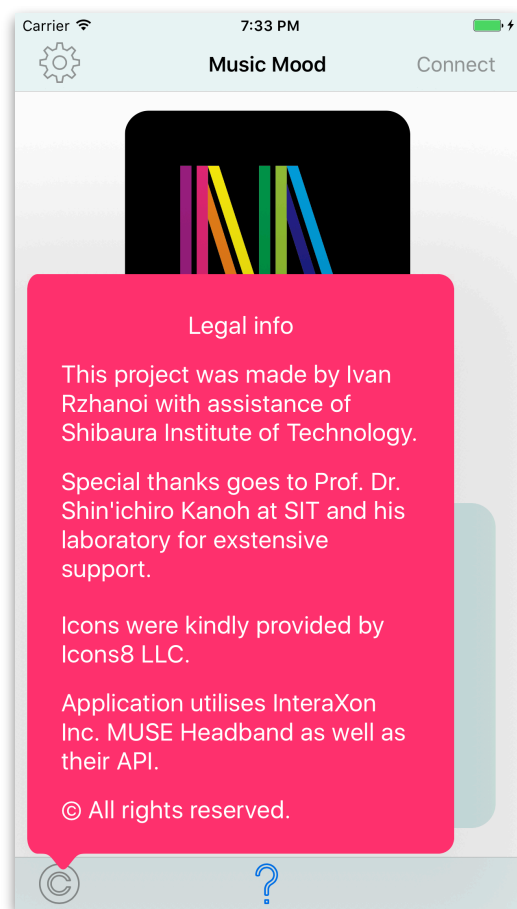 Carrier 7:33 PM
Music Mood Connect
Legal info
This project was made by Ivan
Rzhanoi with assistance of
Shibaura Institute of Technology.
Special thanks goes to Prof. Dr.
Shin'ichiro Kanoh at SIT and his
laboratory for exstensive
support.
Icons were kindly provided by
Icons8 LLC.
Application utilises InteraXon
Inc. MUSE Headband as well as
their API.
© All rights reserved.
© ?